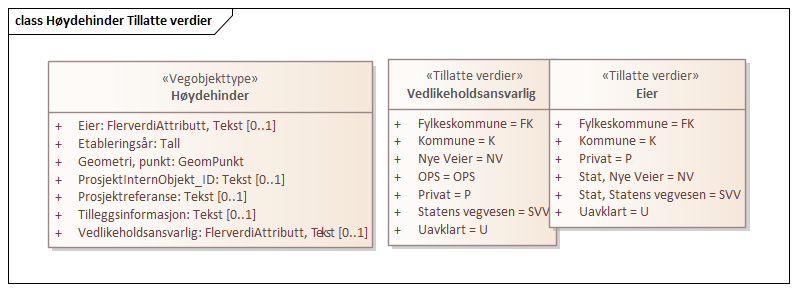 class Høydehinder Tillatte verdier
«Vegobjekttype»
Høydehinder
+ Eier: FlerverdiAttributt, Tekst [0..1]
+ Etableringsår: Tall
+ Geometri, punkt: GeomPunkt
+ ProsjektInternObjekt_ID: Tekst [0..1]
+ Prosjektreferanse: Tekst [0..1]
+ Tilleggsinformasjon: Tekst [0..1]
+ Vedlikeholdsansvarlig: FlerverdiAttributt, Tekst [0..1]
«Tillatte verdier»
Vedlikeholdsansvarlig
+ Fylkeskommune = FK
+ Kommune = K
+ Nye Veier = NV
+ OPS = OPS
+ Privat = P
+ Statens vegvesen = SVV
+ Uavklart = U
«Tillatte verdier»
Eier
+ Fylkeskommune = FK
+ Kommune = K
+ Privat = P
+ Stat, Nye Veier = NV
+ Stat, Statens vegvesen = SVV
+ Uavklart = U